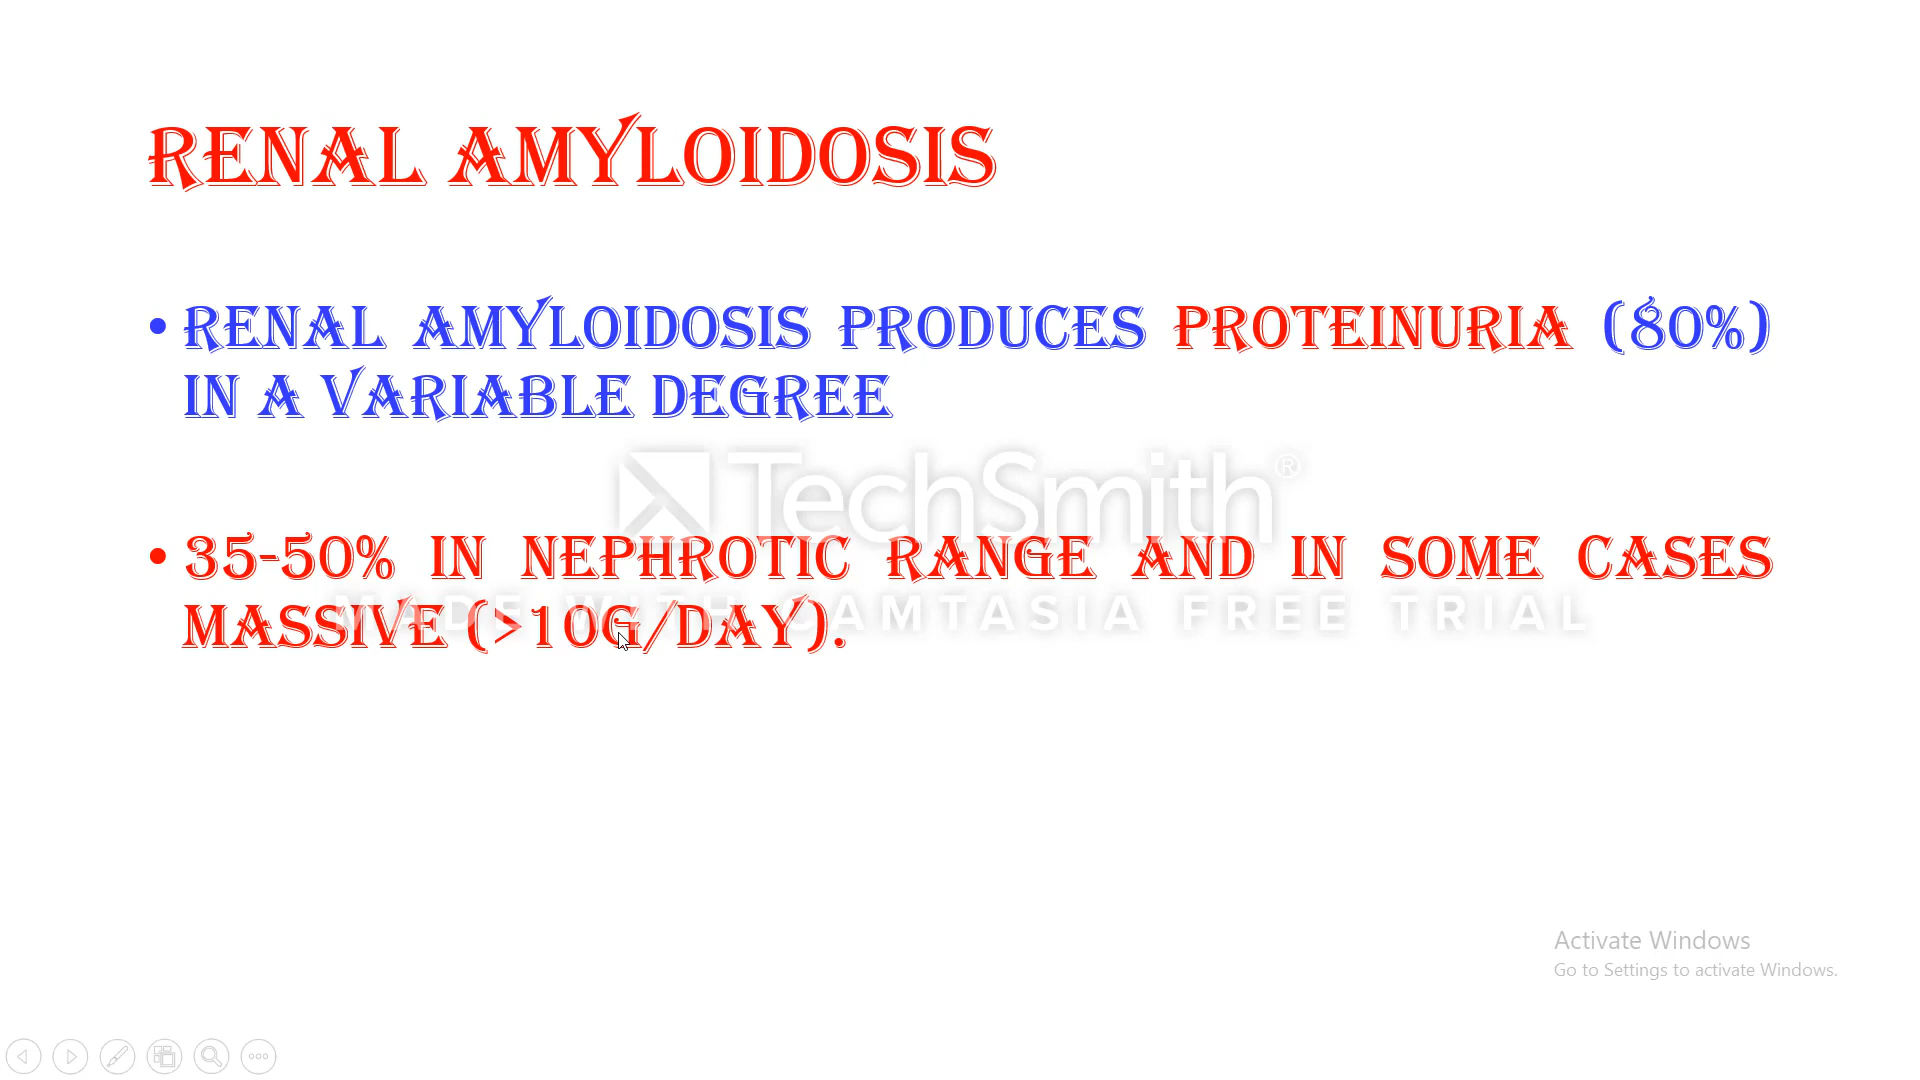 RENAL AMYLOIDOSIS
• RENAL AMYLOIDOSIS PRODUCES PROTEINURIA (80%)
IN A VARIABLE DEGREE
TechSmith®
• 35-50% IN NEPHROTIC RANGE AND IN SOME CASES
MADE WITH CAMTASIA FREE TRIAL
MASSIVE (>10G/DAY).
Activate Windows
Go to Settings to activate Windows.